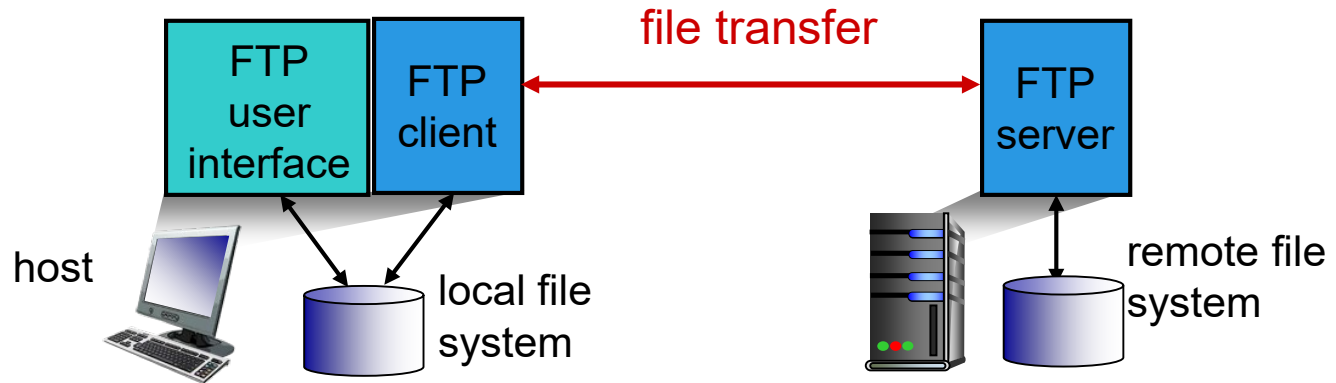 file transfer
FTP
user
interface
FTP
client
FTP
server
host
local file
system
remote file
system